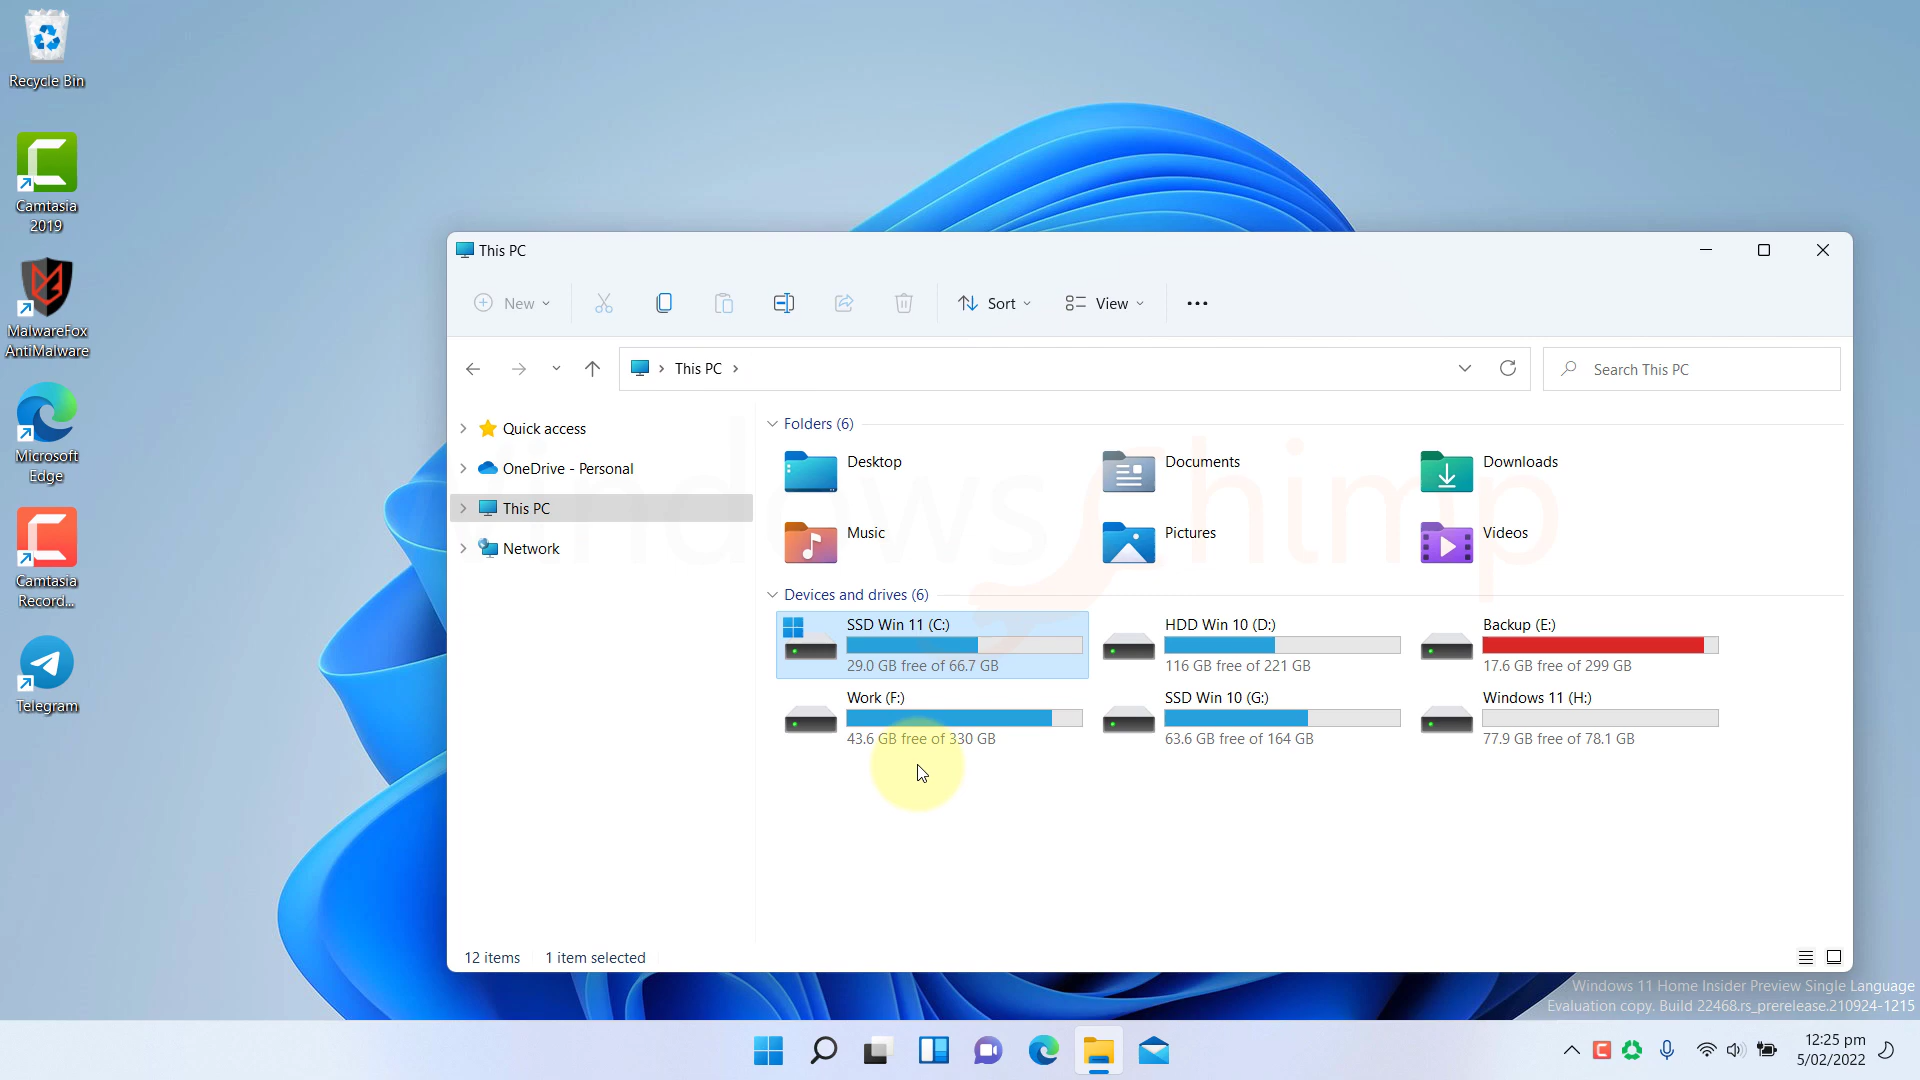 Recycle Bin
Camtasia
2019
MalwareFox
AntiMalware
Microsoft
Edge
Camtasia
Record...
Telegram
This PC
New
Sort
View
This PC
Search This PC
Quick access
OneDrive - Personal
This PC
Network
Folders (6)
Desktop
Documents
Downloads
Music
Pictures
Videos
Devices and drives (6)
SSD Win 11 (C:)
29.0 GB free of 66.7 GB
HDD Win 10 (D:)
116 GB free of 221 GB
Backup (E:)
17.6 GB free of 299 GB
Work (F:)
43.6 GB free of 330 GB
SSD Win 10 (G:)
63.6 GB free of 164 GB
Windows 11 (H:)
77.9 GB free of 78.1 GB
12 items
1 item selected
Windows 11 Home Insider Preview Single Language
Evaluation copy. Build 22468.rs_prerelease.210924-1215
12:25 pm
5/02/2022